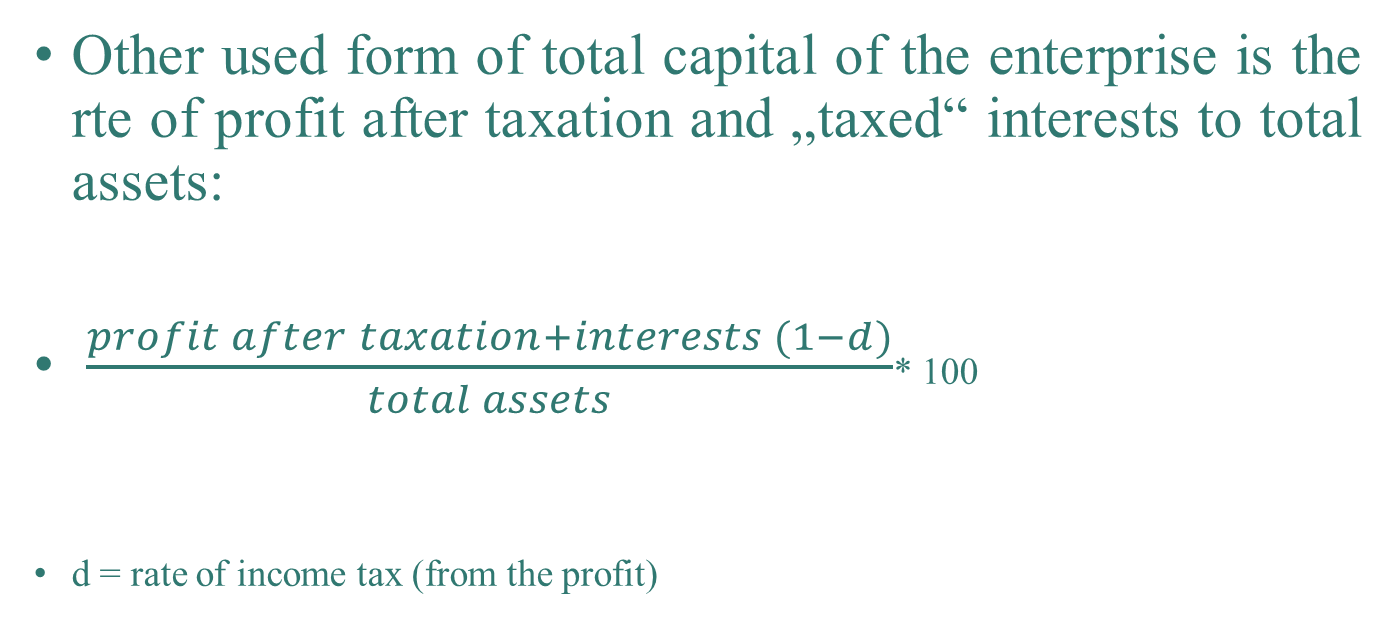 • Other used form of total capital of the enterprise is the
rte of profit after taxation and „taxed“ interests to total
assets:
• profit after taxation+interests (1−d)
total assets
* 100
• d = rate of income tax (from the profit)